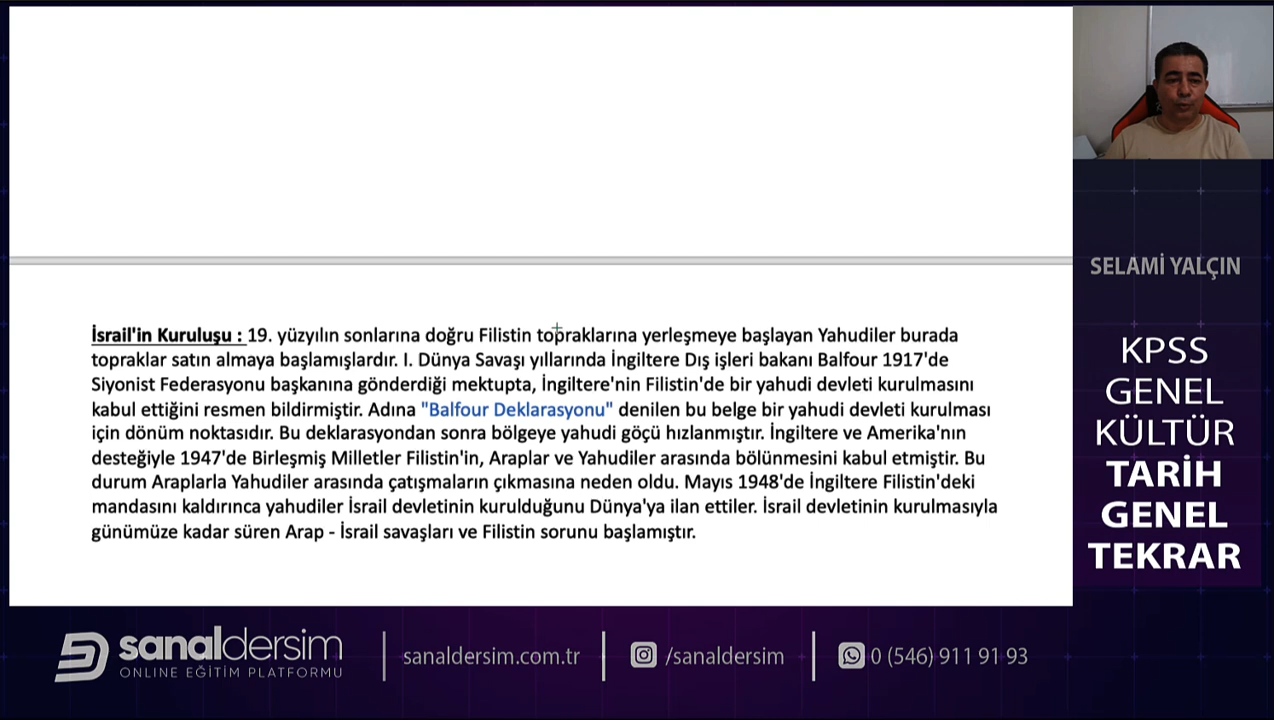 İsrail'in Kuruluşu : 19. yüzyılın sonlarına doğru Filistin topraklarına yerleşmeye başlayan Yahudiler burada
topraklar satın almaya başlamışlardır. I. Dünya Savaşı yıllarında İngiltere Dış işleri bakanı Balfour 1917'de
Siyonist Federasyonu başkanına gönderdiği mektupta, İngiltere'nin Filistin'de bir yahudi devleti kurulmasını
kabul ettiğini resmen bildirmiştir. Adına "Balfour Deklarasyonu" denilen bu belge bir yahudi devleti kurulması
için dönüm noktasıdır. Bu deklarasyondan sonra bölgeye yahudi göçü hızlanmıştır. İngiltere ve Amerika'nın
desteğiyle 1947'de Birleşmiş Milletler Filistin'in, Araplar ve Yahudiler arasında bölünmesini kabul etmiştir. Bu
durum Araplarla Yahudiler arasında çatışmaların çıkmasına neden oldu. Mayıs 1948'de İngiltere Filistin'deki
mandasını kaldırınca yahudiler İsrail devletinin kurulduğunu Dünya'ya ilan ettiler. İsrail devletinin kurulmasıyla
günümüze kadar süren Arap - İsrail savaşları ve Filistin sorunu başlamıştır.
SELAMİ YALÇIN
KPSS
GENEL
KÜLTÜR
TARİH
GENEL
TEKRAR
sanaldersim
ONLINE EĞİTİM PLATFORMU
sanaldersim.com.tr
/sanaldersim
0 (546) 911 91 93